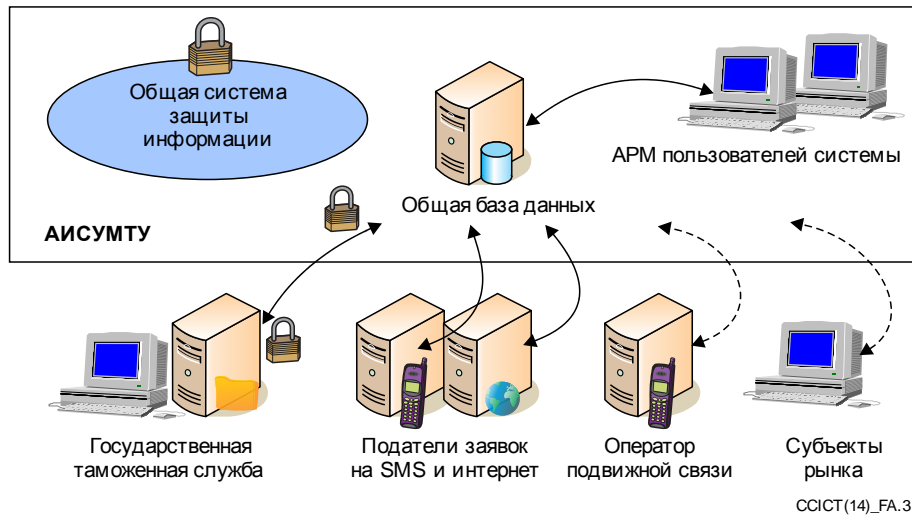 Общая система
защиты
информации
АРМ пользователей системы
Общая база данных
АИСУМТУ
Государственная
таможенная служба
Податели заявок
на SMS и интернет
Оператор
подвижной связи
Субъекты
рынка
CCICT(14)_FA.3